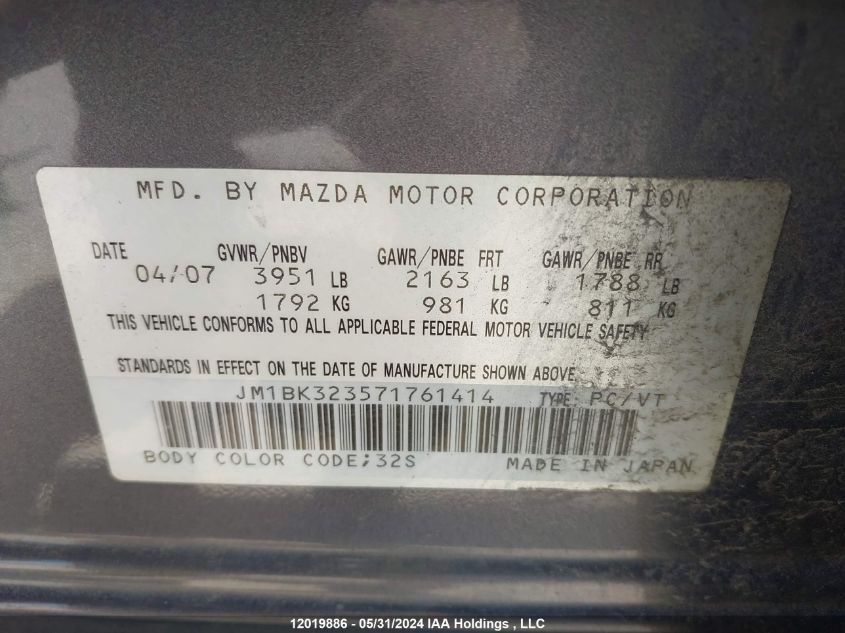 MFD. BY MAZDA MOTOR CORPORATION
DATE GVWR/PNBV GAWR/PNBE FRT GAWR/PNBE RR
04/07 3951 LB 2163 LB 1788 LB
1792 KG 981 KG 811 KG
THIS VEHICLE CONFORMS TO ALL APPLICABLE FEDERAL MOTOR VEHICLE SAFETY
STANDARDS IN EFFECT ON THE DATE OF MANUFACTURE SHOWN ABOVE.
JM1BK323571761414 TYPE: PC/VT
BODY COLOR CODE;32S MADE IN JAPAN
12019886 - 05/31/2024 IAA Holdings , LLC